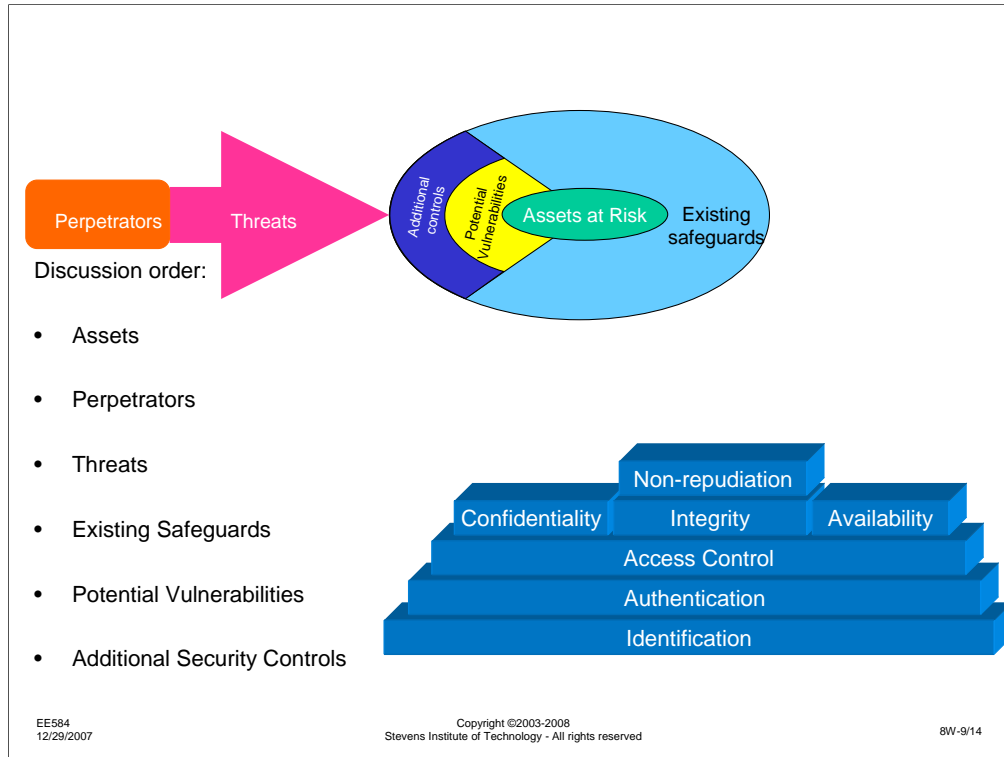 Perpetrators
Threats
Additional
controls
Potential
Vulnerabilities
Assets at Risk
Existing
safeguards
Discussion order:
• Assets
• Perpetrators
• Threats
• Existing Safeguards
• Potential Vulnerabilities
• Additional Security Controls
Non-repudiation
Confidentiality
Integrity
Availability
Access Control
Authentication
Identification
EE584
12/29/2007
Copyright ©2003-2008
Stevens Institute of Technology - All rights reserved
8W-9/14